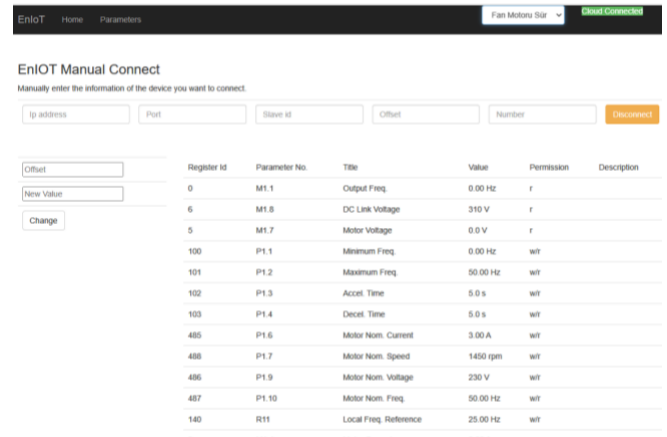 EnIoT Home Parameters Fan Motoru Sür Cloud Connected
EnIOT Manual Connect
Manually enter the information of the device you want to connect.
Ip address Port Slave id Offset Number Disconnect
Offset
New Value
Change
Register Id Parameter No. Title Value Permission Description
0 M1.1 Output Freq. 0.00 Hz r
6 M1.8 DC Link Voltage 310 V r
5 M1.7 Motor Voltage 0.0 V r
100 P1.1 Minimum Freq. 0.00 Hz w/r
101 P1.2 Maximum Freq. 50.00 Hz w/r
102 P1.3 Accel. Time 5.0 s w/r
103 P1.4 Decel. Time 5.0 s w/r
485 P1.6 Motor Nom. Current 3.00 A w/r
488 P1.7 Motor Nom. Speed 1450 rpm w/r
486 P1.9 Motor Nom. Voltage 230 V w/r
487 P1.10 Motor Nom. Freq. 50.00 Hz w/r
140 R11 Local Freq. Reference 25.00 Hz w/r